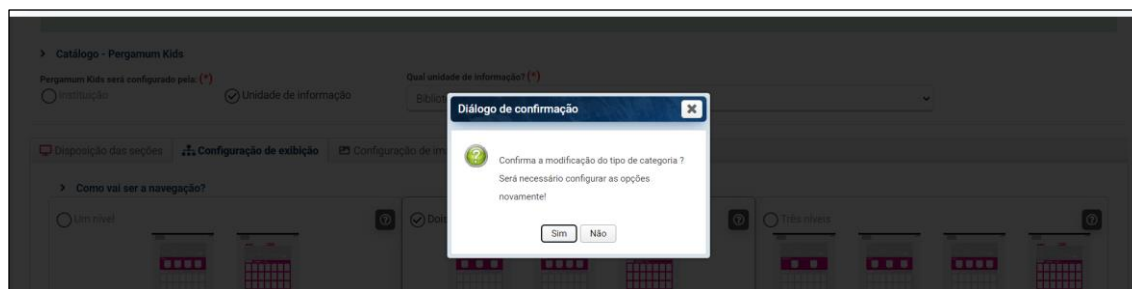 Catálogo - Pergamum Kids
Pergamum Kids será configurado pela: (*)
Qual unidade de informação? (*)
Instituição
Unidade de informação
Diálogo de confirmação
Disposição das seções
Configuração de exibição
Configuração de
Confirma a modificação do tipo de categoria ?
Será necessário configurar as opções
novamente!
Sim
Não
Como vai ser a navegação?
Um nível
Três níveis